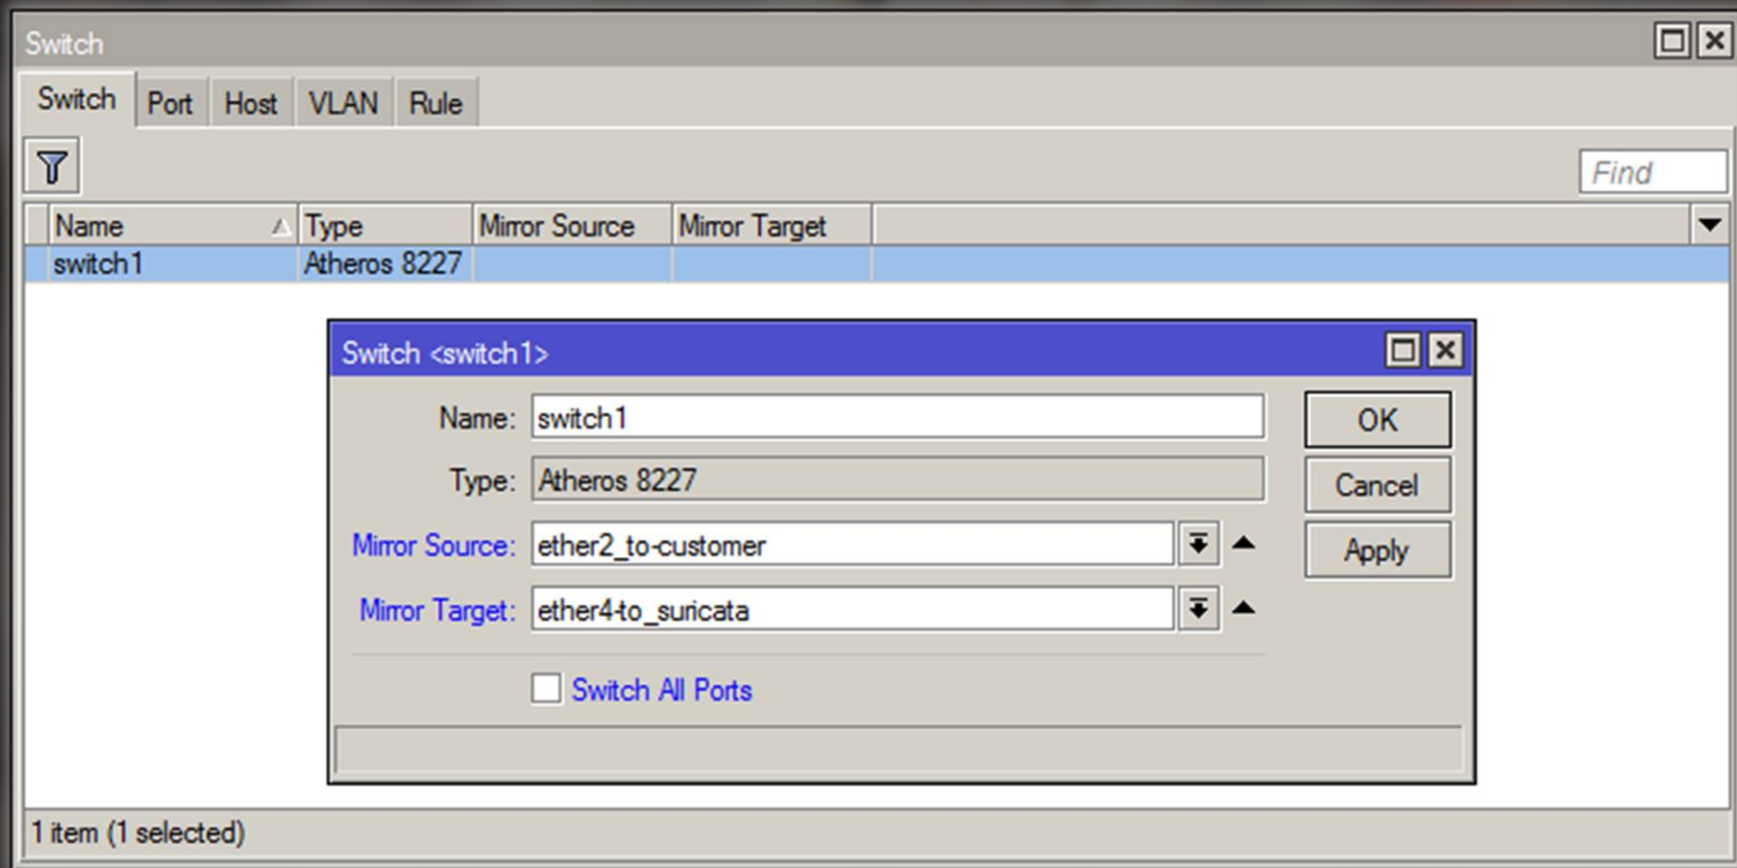 Switch
Switch Port Host VLAN Rule
Find
Name Type Mirror Source Mirror Target
switch1 Atheros 8227
Switch <switch1>
Name: switch1 OK
Type: Atheros 8227 Cancel
Mirror Source: ether2_to-customer Apply
Mirror Target: ether4-to_suricata
Switch All Ports
1 item (1 selected)